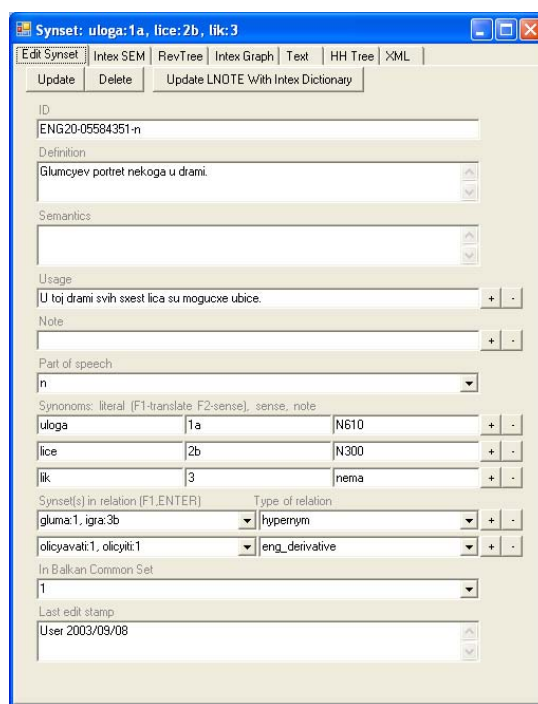 Synset: uloga:1a, lice:2b, lik:3
Edit Synset Intex SEM RevTree Intex Graph Text HH Tree XML
Update Delete Update LNOTE With Intex Dictionary
ID
ENG20-05584351-n
Definition
Glumcyev portret nekoga u drami.
Semantics
Usage
U toj drami svih sxest lica su mogucxe ubice. + -
Note
+ -
Part of speech
n
Synonoms: literal (F1-translate F2-sense), sense, note
uloga 1a N610 + -
lice 2b N300 + -
lik 3 nema + -
Synset(s) in relation (F1,ENTER) Type of relation
gluma:1, igra:3b hypernym + -
olicyavati:1, olicyiti:1 eng_derivative + -
In Balkan Common Set
1
Last edit stamp
User 2003/09/08